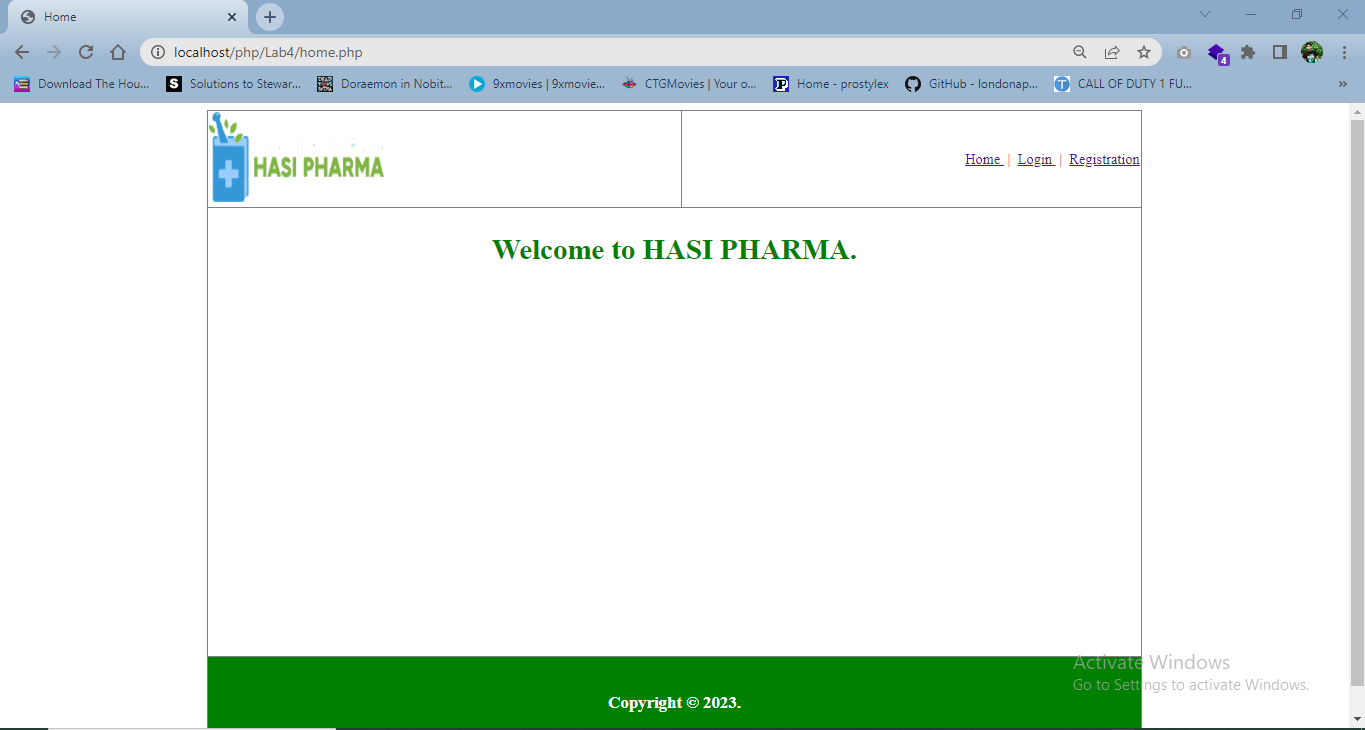 Home
localhost/php/Lab4/home.php
4
Download The Hou... S Solutions to Stewar... Doraemon in Nobit... 9xmovies | 9xmovie... CTGMovies | Your o... P Home - prostylex GitHub - londonap... T CALL OF DUTY 1 FU... »
HASI PHARMA
Home | Login | Registration
Welcome to HASI PHARMA.
Activate Windows
Go to Settings to activate Windows.
Copyright © 2023.